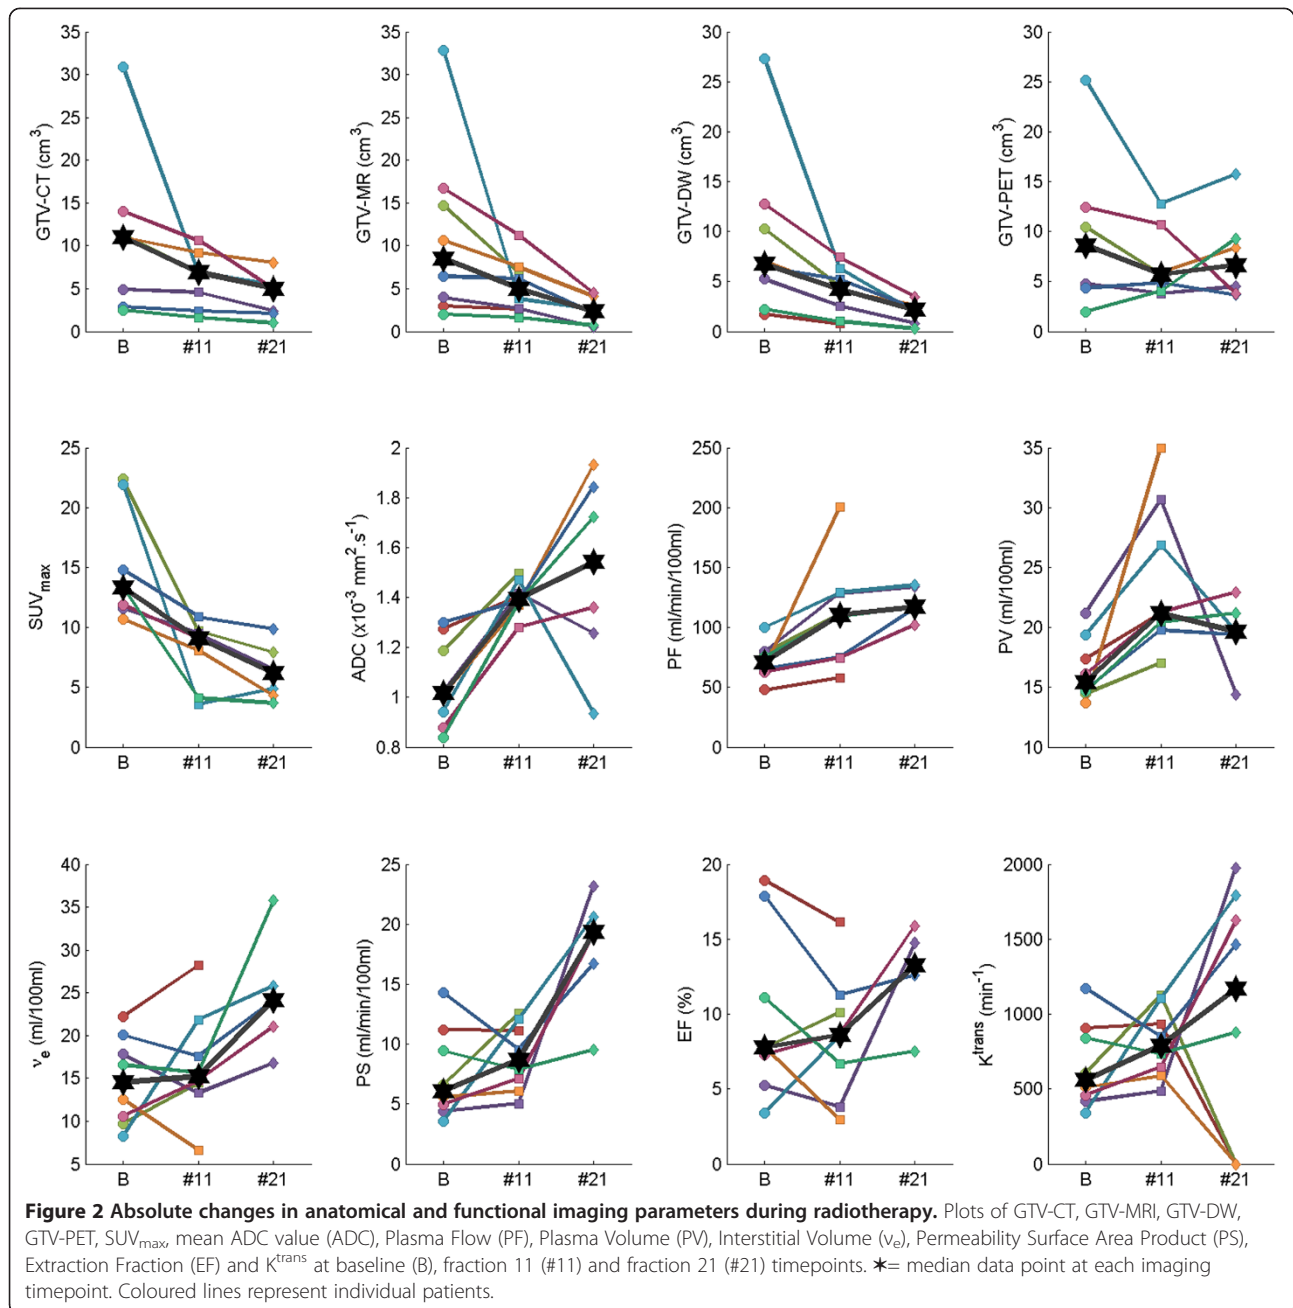 35
30
25
20
15
10
5
0
GTV-CT (cm³)
B #11 #21
35
30
25
20
15
10
5
0
GTV-MR (cm³)
B #11 #21
30
25
20
15
10
5
0
GTV-DW (cm³)
B #11 #21
30
25
20
15
10
5
0
GTV-PET (cm³)
B #11 #21
25
20
15
10
5
0
SUVmax
B #11 #21
2
1.8
1.6
1.4
1.2
1
0.8
ADC (x10⁻³ mm².s⁻¹)
B #11 #21
250
200
150
100
50
0
PF (ml/min/100ml)
B #11 #21
35
30
25
20
15
10
PV (ml/100ml)
B #11 #21
40
35
30
25
20
15
10
5
νe (ml/100ml)
B #11 #21
25
20
15
10
5
0
PS (ml/min/100ml)
B #11 #21
20
15
10
5
0
EF (%)
B #11 #21
2000
1500
1000
500
0
Ktrans (min⁻¹)
B #11 #21
Figure 2 Absolute changes in anatomical and functional imaging parameters during radiotherapy. Plots of GTV-CT, GTV-MRI, GTV-DW,
GTV-PET, SUVmax, mean ADC value (ADC), Plasma Flow (PF), Plasma Volume (PV), Interstitial Volume (νe), Permeability Surface Area Product (PS),
Extraction Fraction (EF) and Ktrans at baseline (B), fraction 11 (#11) and fraction 21 (#21) timepoints. ✶= median data point at each imaging
timepoint. Coloured lines represent individual patients.